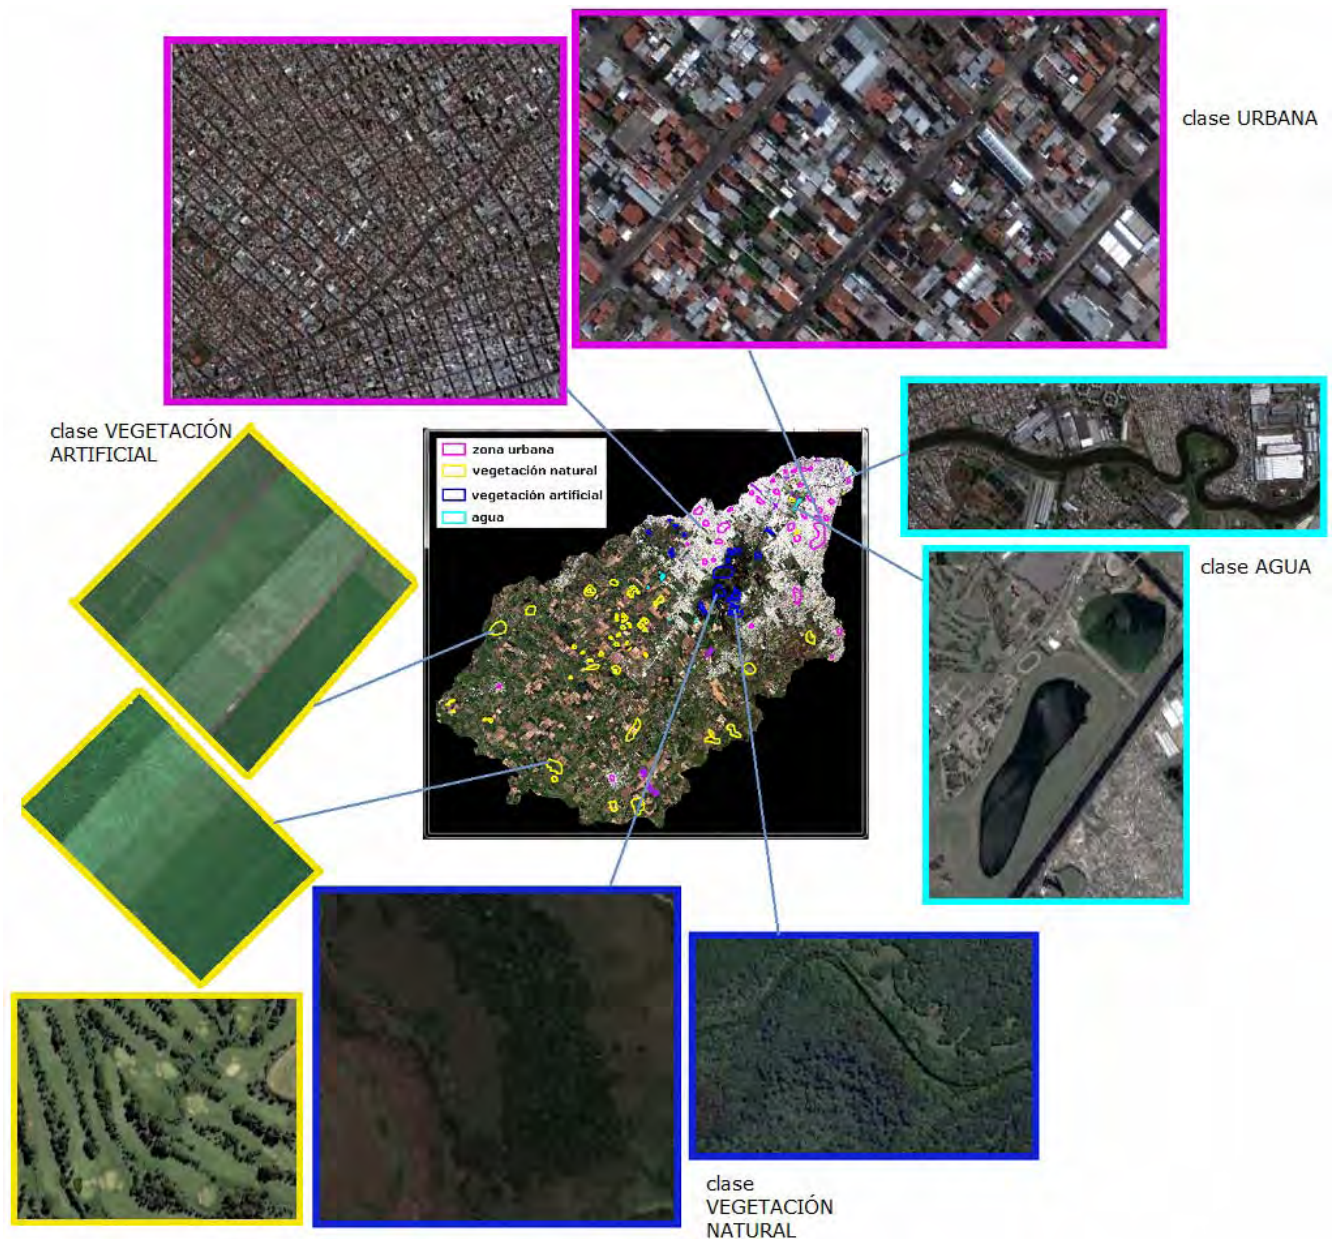 clase URBANA
clase VEGETACIÓN
ARTIFICIAL
zona urbana
vegetación natural
vegetación artificial
agua
clase AGUA
clase
VEGETACIÓN
NATURAL